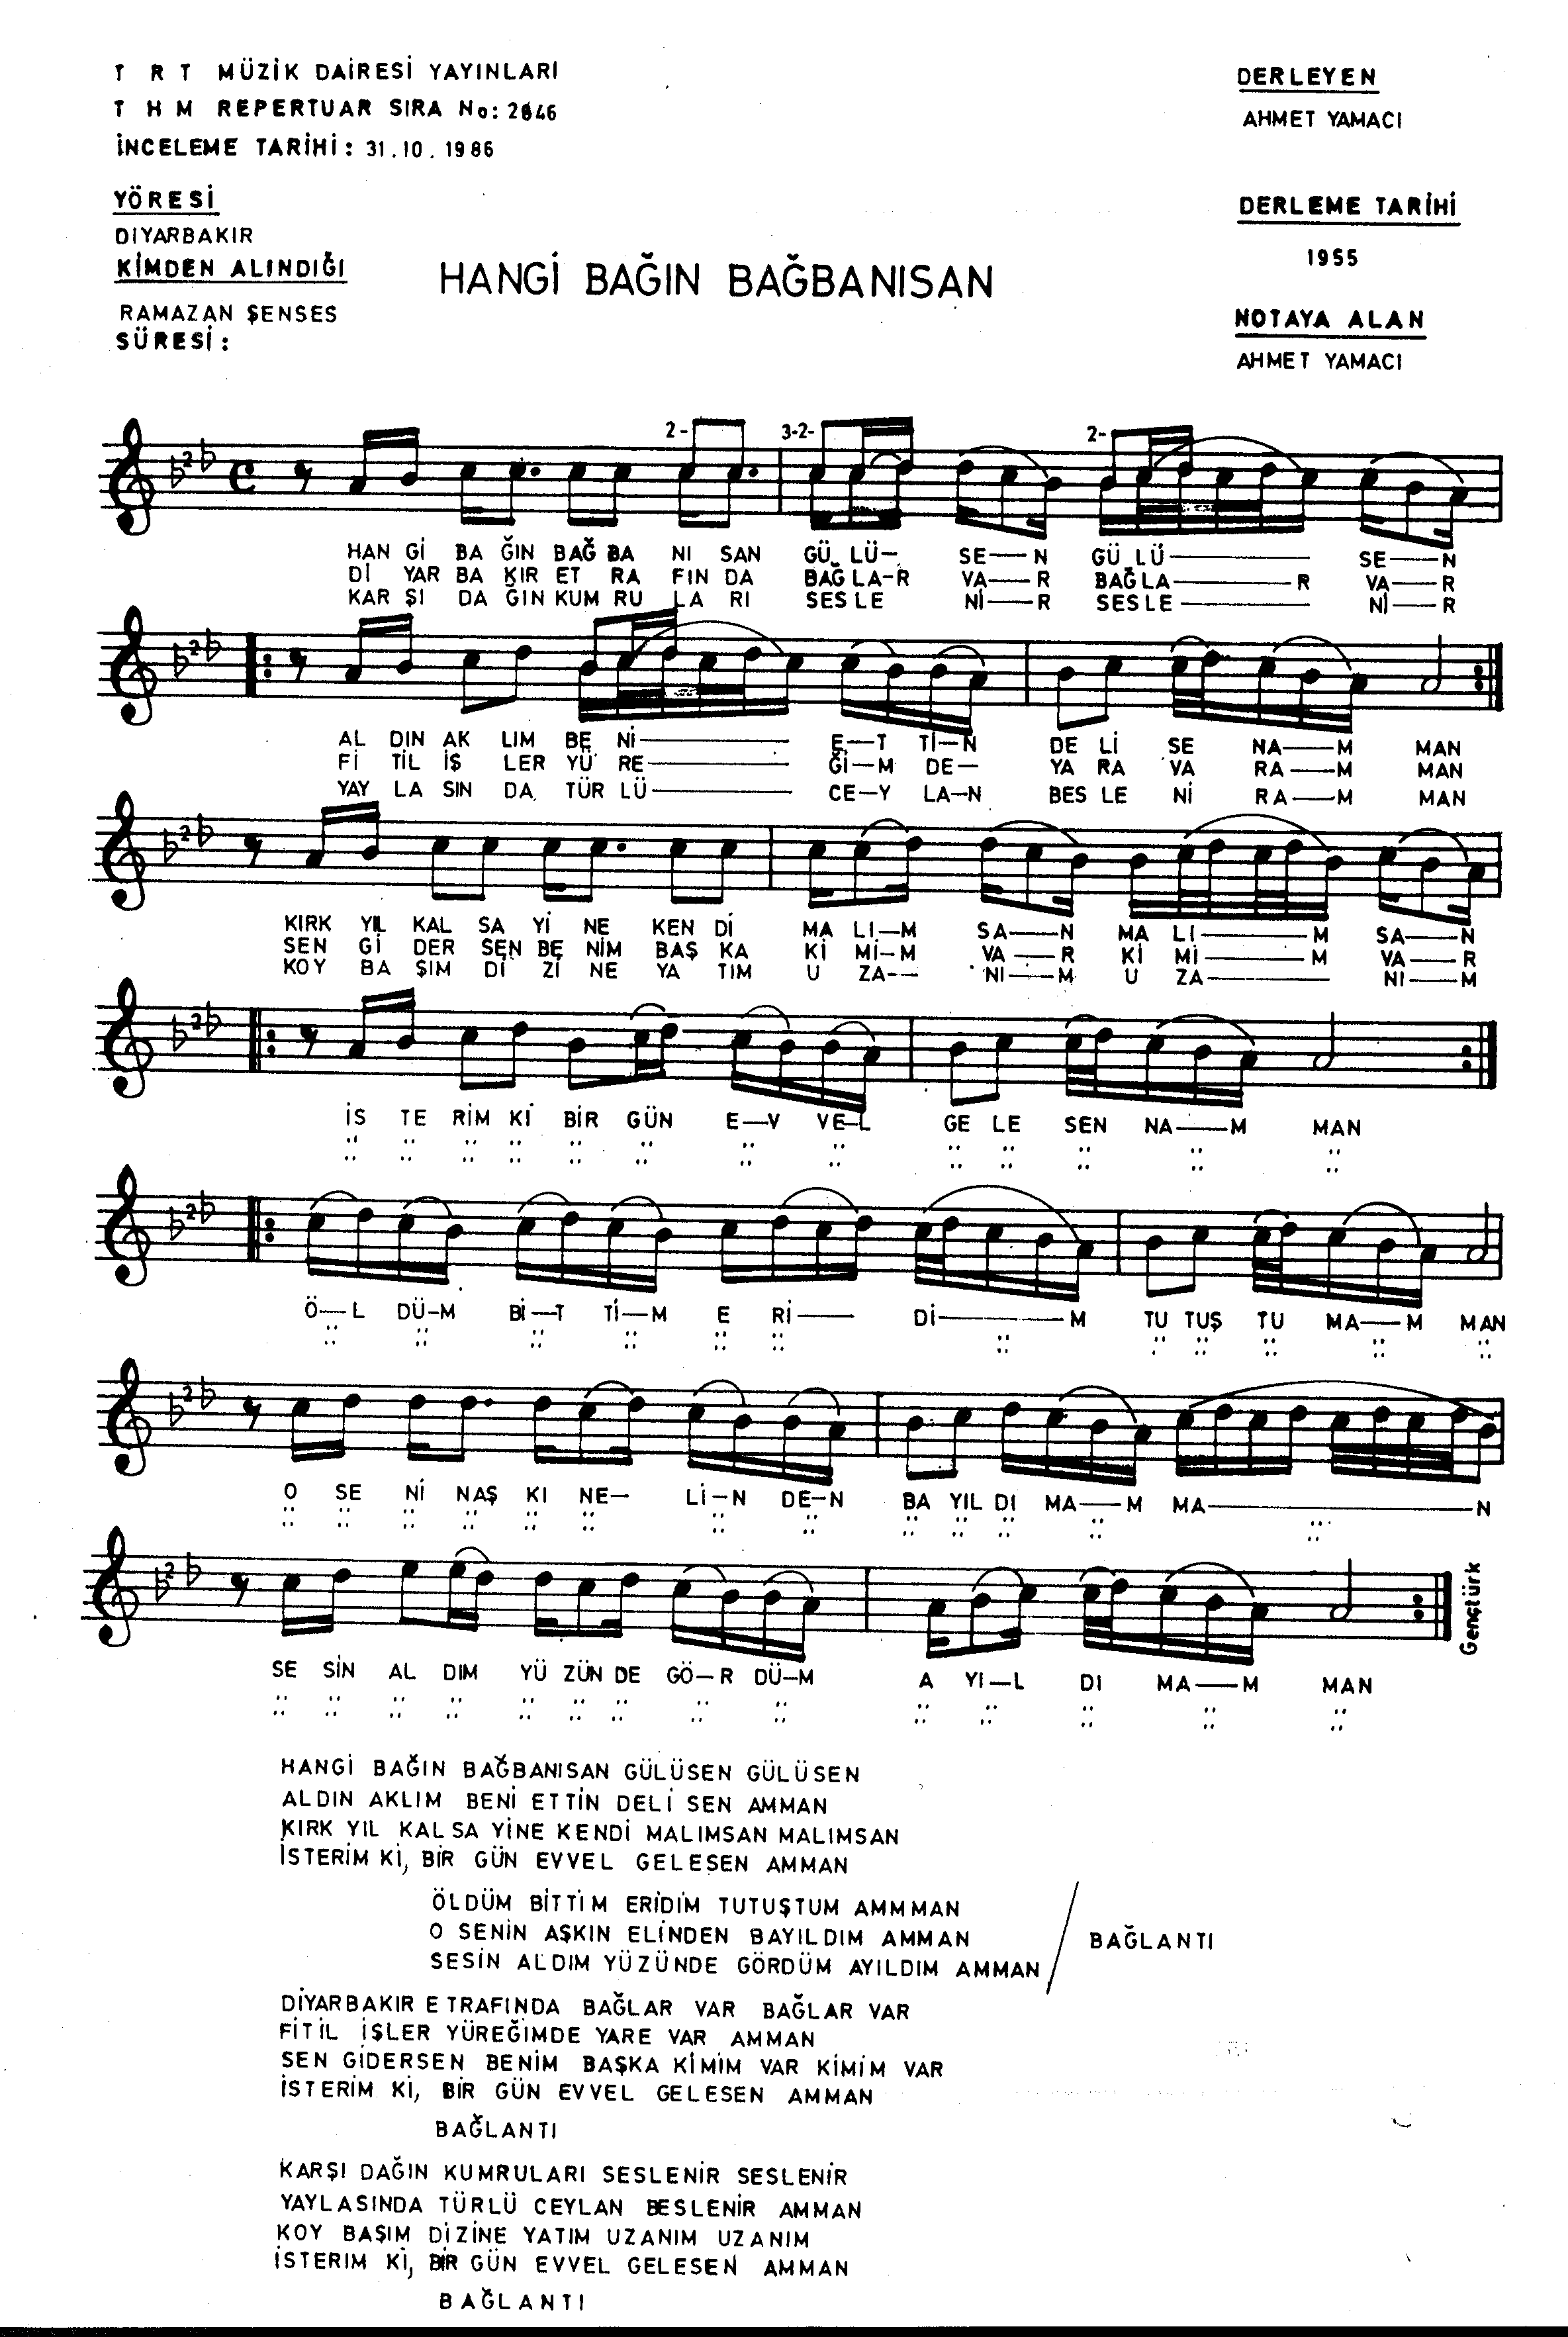 T R T MÜZİK DAİRESİ YAYINLARI
T H M REPERTUAR SIRA No: 2846
İNCELEME TARİHİ: 31.10.1986
YÖRESİ
DIYARBAKIR
KİMDEN ALINDIĞI
RAMAZAN ŞENSES
SÜRESİ:
HANGİ BAĞIN BAĞBANISAN
DERLEYEN
AHMET YAMACI
DERLEME TARİHİ
1955
NOTAYA ALAN
AHMET YAMACI
2- 3-2- 2-
HAN Gİ BA ĞIN BAĞ BA NI SAN GÜ LÜ— SE—N GÜ LÜ— SE—N
Dİ YAR BA KIR ET RA FIN DA BAĞ LA-R VA—R BAĞ LA—R VA—R
KAR ŞI DA ĞIN KUM RU LA RI SES LE Nİ—R SES LE— Nİ—R
AL DIN AK LIM BE Nİ— E—T Tİ—N DE Lİ SE NA—M MAN
Fİ TİL İŞ LER YÜ RE— Ğİ—M DE— YA RA VA RA—M MAN
YAY LA SIN DA TÜR LÜ— CE—Y LA—N BES LE Nİ RA—M MAN
KIRK YIL KAL SA Yİ NE KEN Dİ MA LI—M SA—N MA LI—M SA—N
SEN Gİ DER SEN BE NİM BAŞ KA Kİ Mİ—M VA—R Kİ Mİ—M VA—R
KOY BA ŞIM Dİ Zİ NE YA TIM U ZA-- NI—M U ZA— NI—M
İS TE RİM Kİ BİR GÜN E—V VE—L GE LE SEN NA—M MAN
Ö—L DÜ—M Bİ—T Tİ—M E Rİ— Dİ—M TU TUŞ TU MA—M MAN
O SE Nİ NAŞ KI NE— Lİ—N DE—N BA YIL DI MA—M MA—N
SE SİN AL DIM YÜ ZÜN DE GÖ—R DÜ—M A YI—L DI MA—M MAN
Gençtürk
HANGİ BAĞIN BAĞBANISAN GÜLÜSEN GÜLÜSEN
ALDIN AKLIM BENİ ETTİN DELİ SEN AMMAN
KIRK YIL KALSA YİNE KENDİ MALIMSAN MALIMSAN
İSTERİM Kİ, BİR GÜN EVVEL GELESEN AMMAN
ÖLDÜM BİTTİM ERİDİM TUTUŞTUM AMMMAN
O SENİN AŞKIN ELİNDEN BAYILDIM AMMAN
SESİN ALDIM YÜZÜNDE GÖRDÜM AYILDIM AMMAN
BAĞLANTI
DİYARBAKIR ETRAFINDA BAĞLAR VAR BAĞLAR VAR
FİTİL İŞLER YÜREĞİMDE YARE VAR AMMAN
SEN GİDERSEN BENİM BAŞKA KİMİM VAR KİMİM VAR
İSTERİM Kİ, BİR GÜN EVVEL GELESEN AMMAN
BAĞLANTI
KARŞI DAĞIN KUMRULARI SESLENİR SESLENİR
YAYLASINDA TÜRLÜ CEYLAN BESLENİR AMMAN
KOY BAŞIM DİZİNE YATIM UZANIM UZANIM
İSTERIM Kİ, BİR GÜN EVVEL GELESEN AMMAN
BAĞLANTI